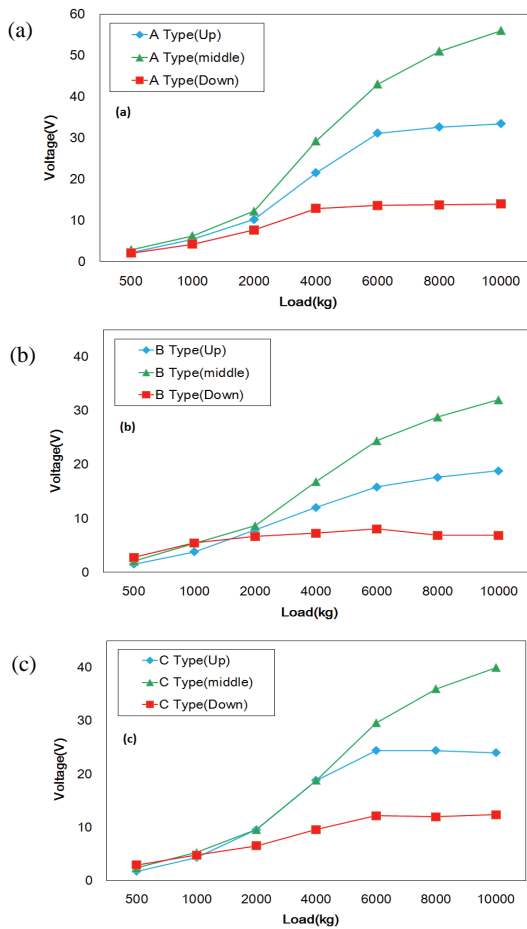 (a)
60
50
40
30
20
10
0
Voltage(V)
A Type(Up)
A Type(middle)
A Type(Down)
(a)
500 1000 2000 4000 6000 8000 10000
Load(kg)
(b)
40
30
20
10
0
Voltage(V)
B Type(Up)
B Type(middle)
B Type(Down)
(b)
500 1000 2000 4000 6000 8000 10000
Load(kg)
(c)
40
30
20
10
0
Voltage(V)
C Type(Up)
C Type(middle)
C Type(Down)
(c)
500 1000 2000 4000 6000 8000 10000
Load(kg)